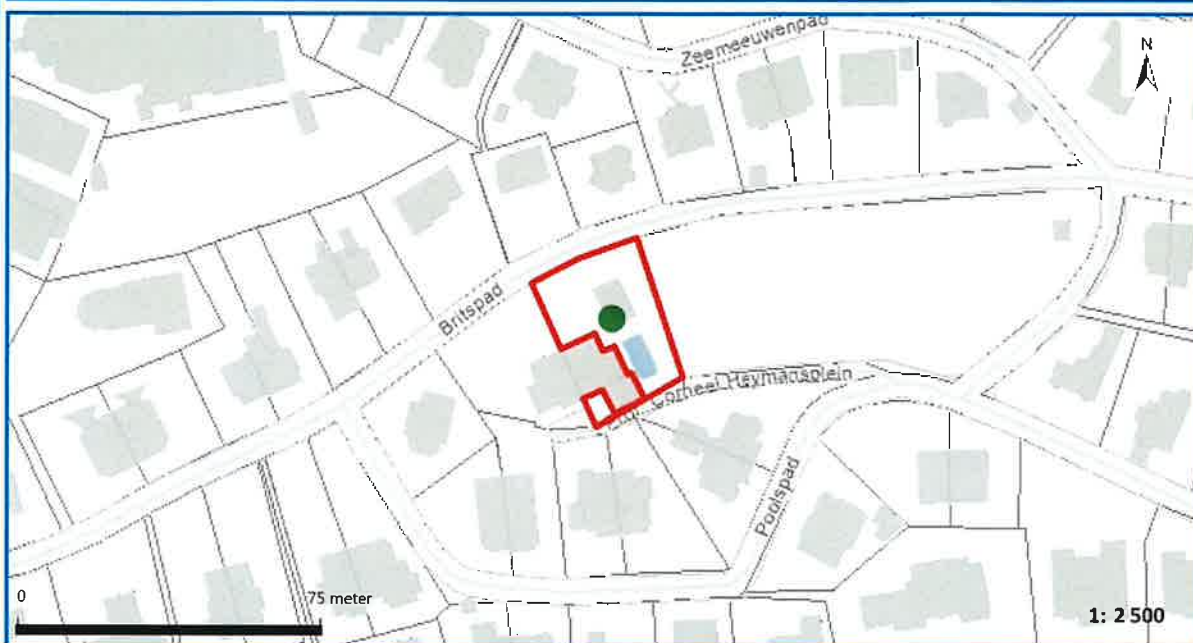 Zeemeeuwenpad
N
Britspad
Corneel Heymansplein
Poolspad
0
75 meter
1: 2 500